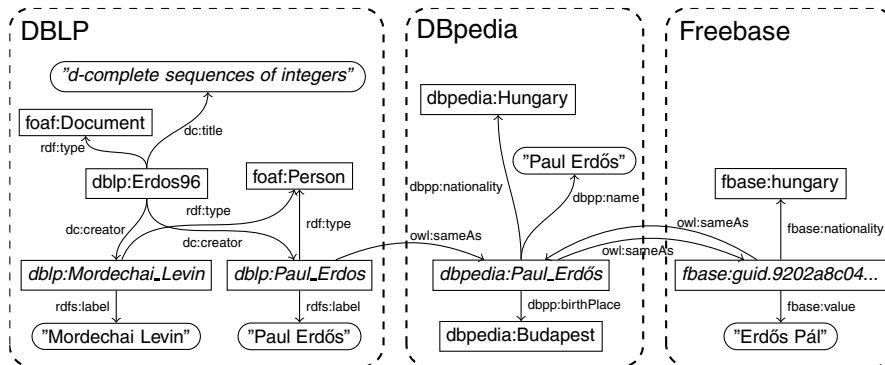 DBLP
DBpedia
Freebase
"d-complete sequences of integers"
foaf:Document
dc:title
rdf:type
dblp:Erdos96
foaf:Person
rdf:type
dc:creator
dc:creator
rdf:type
dblp:Mordechai_Levin
dblp:Paul_Erdos
rdfs:label
rdfs:label
"Mordechai Levin"
"Paul Erdős"
owl:sameAs
dbpedia:Hungary
"Paul Erdős"
dbpp:nationality
dbpp:name
dbpedia:Paul_Erdős
dbpp:birthPlace
dbpedia:Budapest
owl:sameAs
owl:sameAs
fbase:hungary
fbase:nationality
fbase:guid.9202a8c04...
fbase:value
"Erdős Pál"